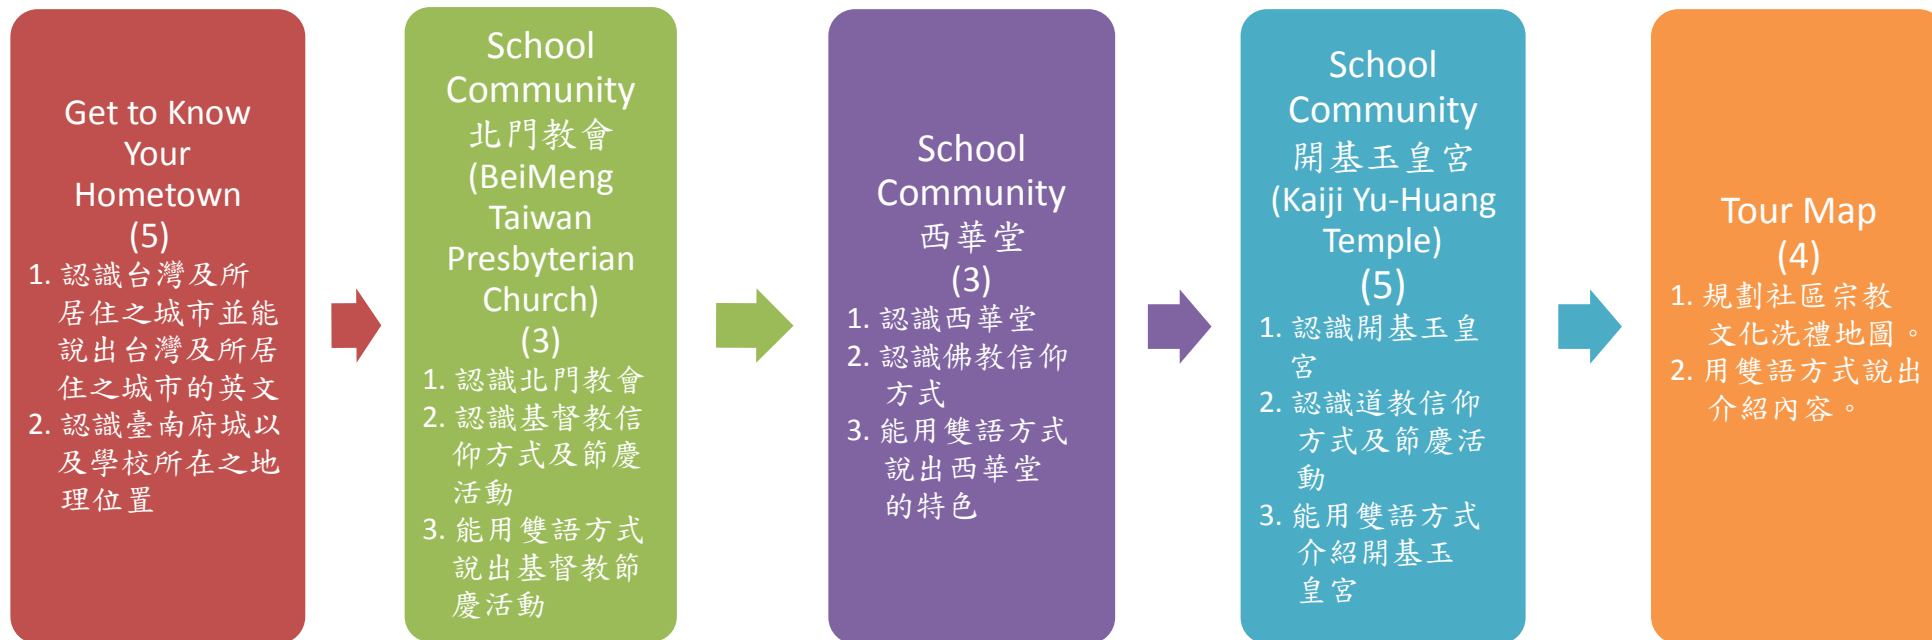 Get to Know
Your
Hometown
(5)
1. 認識台灣及所
居住之城市並能
說出台灣及所居
住之城市的英文
2. 認識臺南府城以
及學校所在之地
理位置
School
Community
北門教會
(BeiMeng
Taiwan
Presbyterian
Church)
(3)
1. 認識北門教會
2. 認識基督教信
仰方式及節慶
活動
3. 能用雙語方式
說出基督教節
慶活動
School
Community
西華堂
(3)
1. 認識西華堂
2. 認識佛教信仰
方式
3. 能用雙語方式
說出西華堂
的特色
School
Community
開基玉皇宮
(Kaiji Yu-Huang
Temple)
(5)
1. 認識開基玉皇
宮
2. 認識道教信仰
方式及節慶活
動
3. 能用雙語方式
介紹開基玉
皇宮
Tour Map
(4)
1. 規劃社區宗教
文化洗禮地圖。
2. 用雙語方式說出
介紹內容。